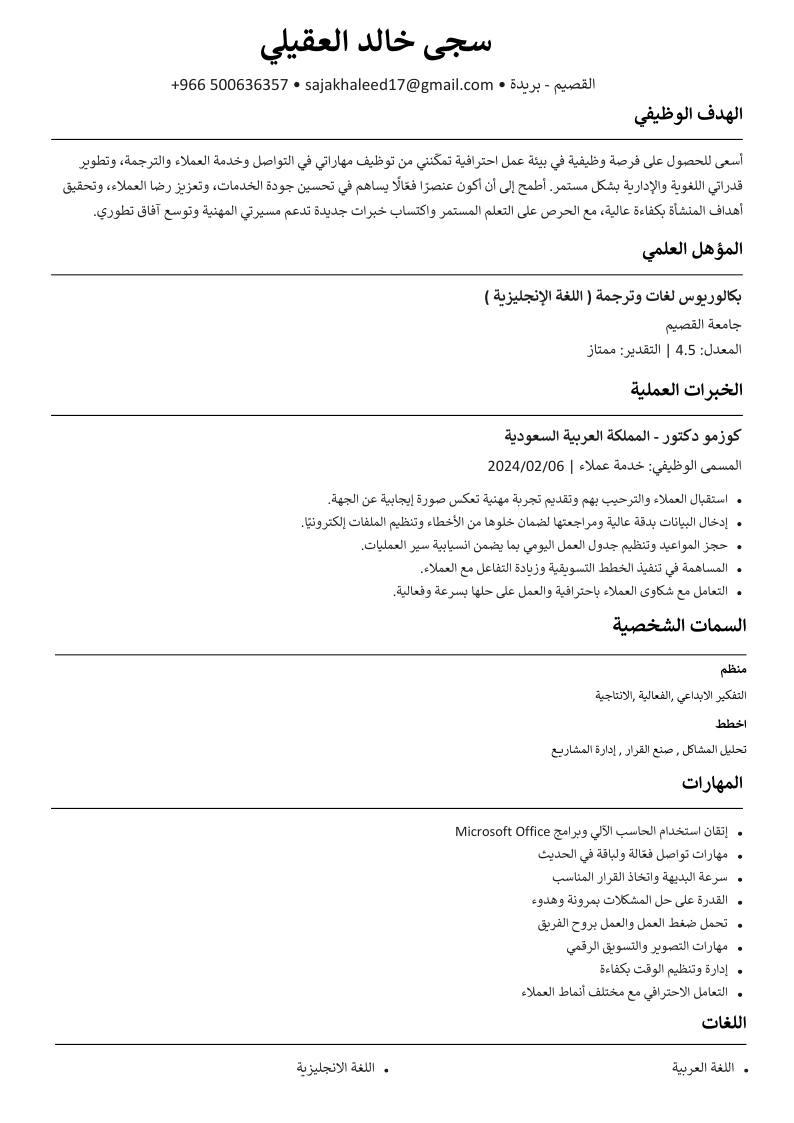 سجى خالد العقيلي
القصيم - بريدة • sajakhaleed17@gmail.com • +966 500636357
الهدف الوظيفي
أسعى للحصول على فرصة وظيفية في بيئة عمل احترافية تمكّنني من توظيف مهاراتي في التواصل وخدمة العملاء والترجمة، وتطوير
قدراتي اللغوية والإدارية بشكل مستمر. أطمح إلى أن أكون عنصرًا فعّالًا يساهم في تحسين جودة الخدمات، وتعزيز رضا العملاء، وتحقيق
أهداف المنشأة بكفاءة عالية، مع الحرص على التعلم المستمر واكتساب خبرات جديدة تدعم مسيرتي المهنية وتوسع آفاق تطوري.
المؤهل العلمي
بكالوريوس لغات وترجمة ( اللغة الإنجليزية )
جامعة القصيم
المعدل: 4.5 | التقدير: ممتاز
الخبرات العملية
كوزمو دكتور - المملكة العربية السعودية
المسمى الوظيفي: خدمة عملاء | 2024/02/06
• استقبال العملاء والترحيب بهم وتقديم تجربة مهنية تعكس صورة إيجابية عن الجهة.
• إدخال البيانات بدقة عالية ومراجعتها لضمان خلوها من الأخطاء وتنظيم الملفات إلكترونيًا.
• حجز المواعيد وتنظيم جدول العمل اليومي بما يضمن انسيابية سير العمليات.
• المساهمة في تنفيذ الخطط التسويقية وزيادة التفاعل مع العملاء.
• التعامل مع شكاوى العملاء باحترافية والعمل على حلها بسرعة وفعالية.
السمات الشخصية
منظم
التفكير الابداعي ,الفعالية ,الانتاجية
اخطط
تحليل المشاكل , صنع القرار , إدارة المشاريع
المهارات
• إتقان استخدام الحاسب الآلي وبرامج Microsoft Office
• مهارات تواصل فعّالة ولباقة في الحديث
• سرعة البديهة واتخاذ القرار المناسب
• القدرة على حل المشكلات بمرونة وهدوء
• تحمل ضغط العمل والعمل بروح الفريق
• مهارات التصوير والتسويق الرقمي
• إدارة وتنظيم الوقت بكفاءة
• التعامل الاحترافي مع مختلف أنماط العملاء
اللغات
• اللغة العربية • اللغة الانجليزية